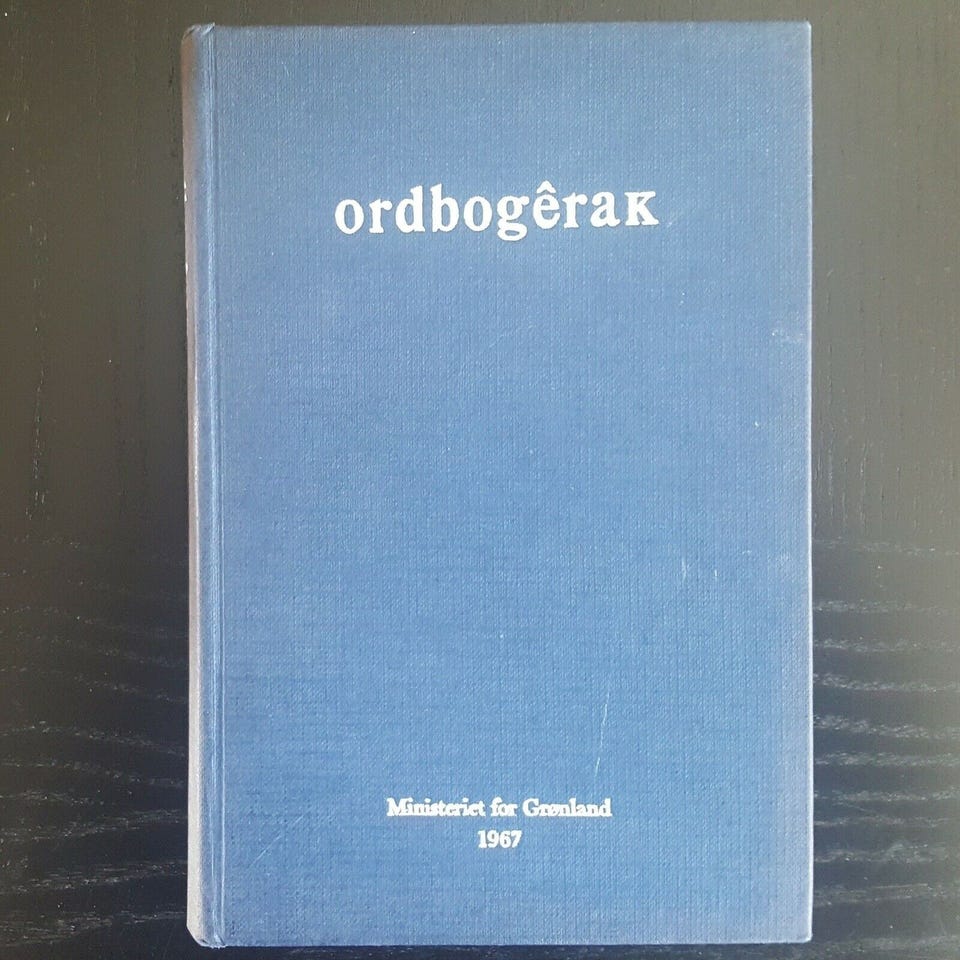 ordbogêraĸ
Ministeriet for Grønland
1967